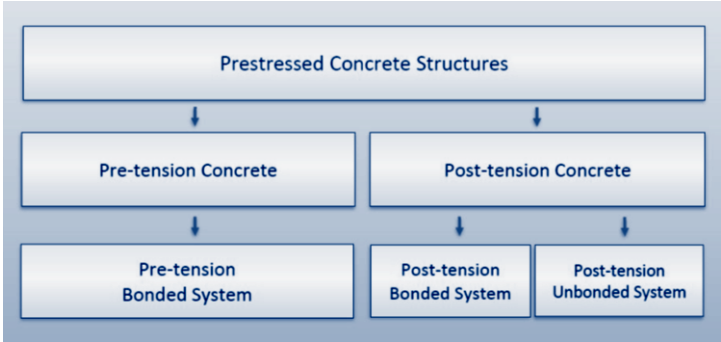 Prestressed Concrete Structures
Pre-tension Concrete
Post-tension Concrete
Pre-tension
Bonded System
Post-tension
Bonded System
Post-tension
Unbonded System